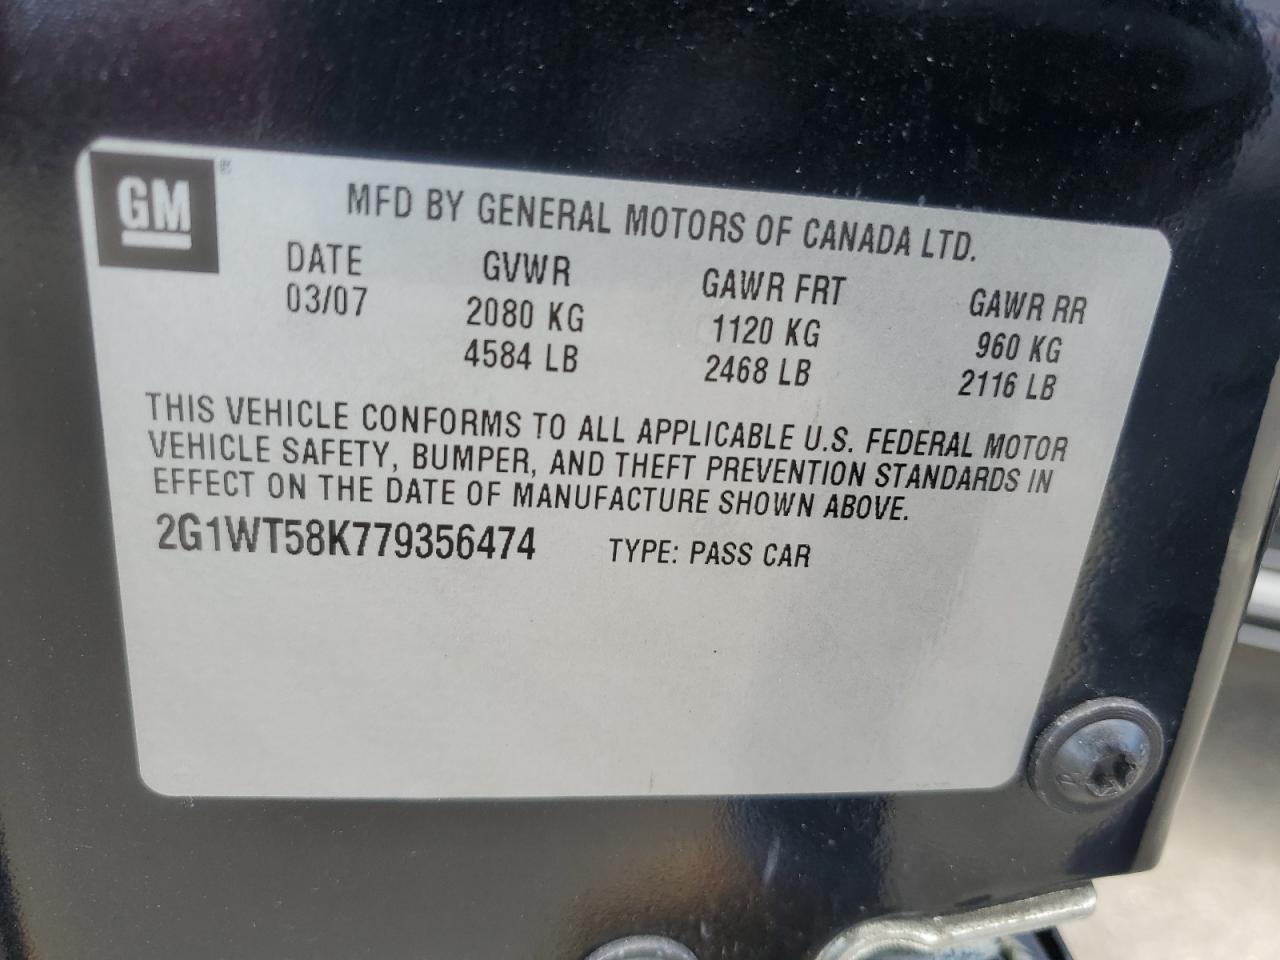 GM ®
MFD BY GENERAL MOTORS OF CANADA LTD.
DATE GVWR GAWR FRT GAWR RR
03/07 2080 KG 1120 KG 960 KG
4584 LB 2468 LB 2116 LB
THIS VEHICLE CONFORMS TO ALL APPLICABLE U.S. FEDERAL MOTOR
VEHICLE SAFETY, BUMPER, AND THEFT PREVENTION STANDARDS IN
EFFECT ON THE DATE OF MANUFACTURE SHOWN ABOVE.
2G1WT58K779356474 TYPE: PASS CAR